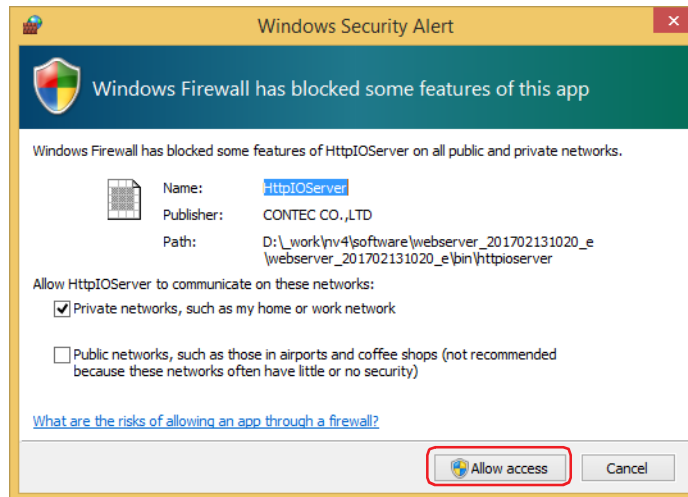 Windows Security Alert
Windows Firewall has blocked some features of this app
Windows Firewall has blocked some features of HttpIOServer on all public and private networks.
Name: HttpIOServer
Publisher: CONTEC CO.,LTD
Path: D:\_work\nv4\software\webserver_201702131020_e
\webserver_201702131020_e\bin\httpioserver
Allow HttpIOServer to communicate on these networks:
Private networks, such as my home or work network
Public networks, such as those in airports and coffee shops (not recommended
because these networks often have little or no security)
What are the risks of allowing an app through a firewall?
Allow access Cancel